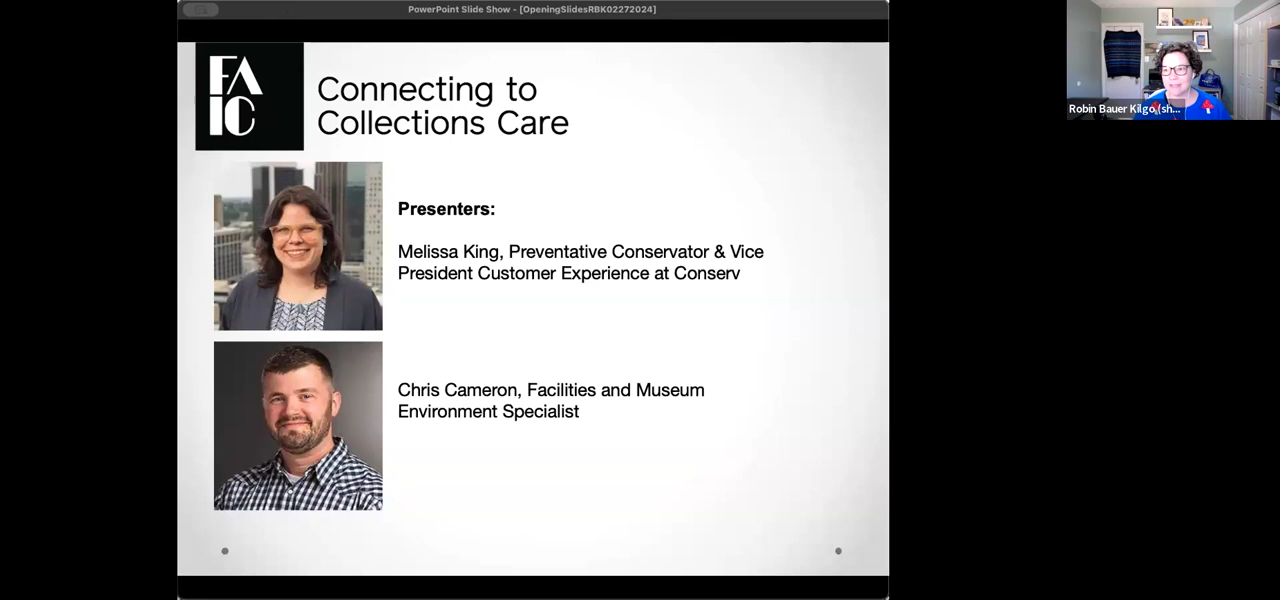 PowerPoint Slide Show - [OpeningSlidesRBK02272024]
FA
IC
Connecting to
Collections Care
Presenters:
Melissa King, Preventative Conservator & Vice
President Customer Experience at Conserv
Chris Cameron, Facilities and Museum
Environment Specialist
Robin Bauer Kilgo (sh...